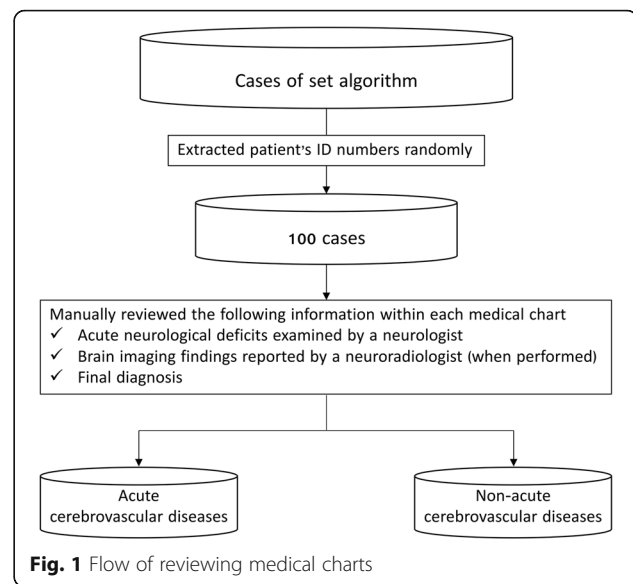 Cases of set algorithm
Extracted patient's ID numbers randomly
100 cases
Manually reviewed the following information within each medical chart
✓ Acute neurological deficits examined by a neurologist
✓ Brain imaging findings reported by a neuroradiologist (when performed)
✓ Final diagnosis
Acute
cerebrovascular diseases
Non-acute
cerebrovascular diseases
Fig. 1 Flow of reviewing medical charts